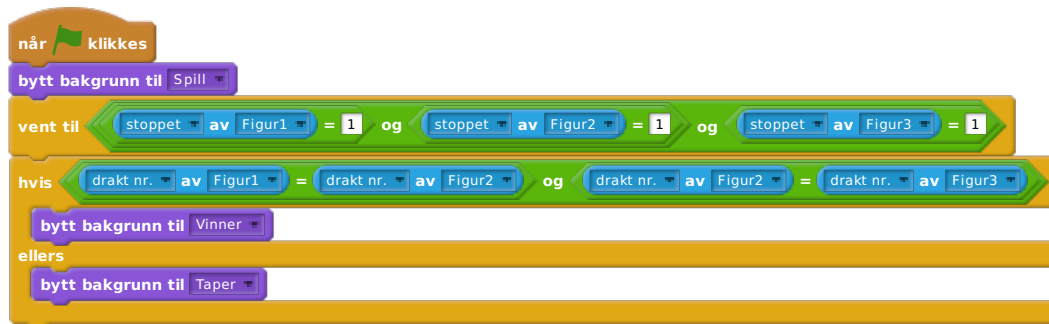 når klikkes
bytt bakgrunn til Spill
vent til stoppet av Figur1 = 1 og stoppet av Figur2 = 1 og stoppet av Figur3 = 1
hvis drakt nr. av Figur1 = drakt nr. av Figur2 og drakt nr. av Figur2 = drakt nr. av Figur3
bytt bakgrunn til Vinner
ellers
bytt bakgrunn til Taper